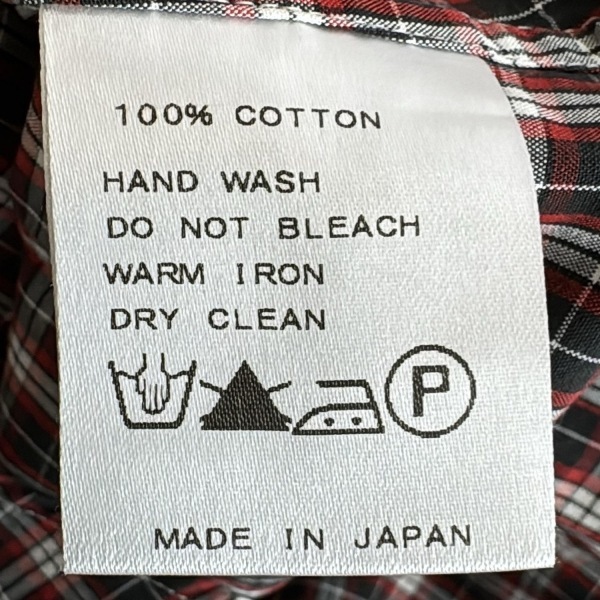 100% COTTON
HAND WASH
DO NOT BLEACH
WARM IRON
DRY CLEAN
P
MADE IN JAPAN